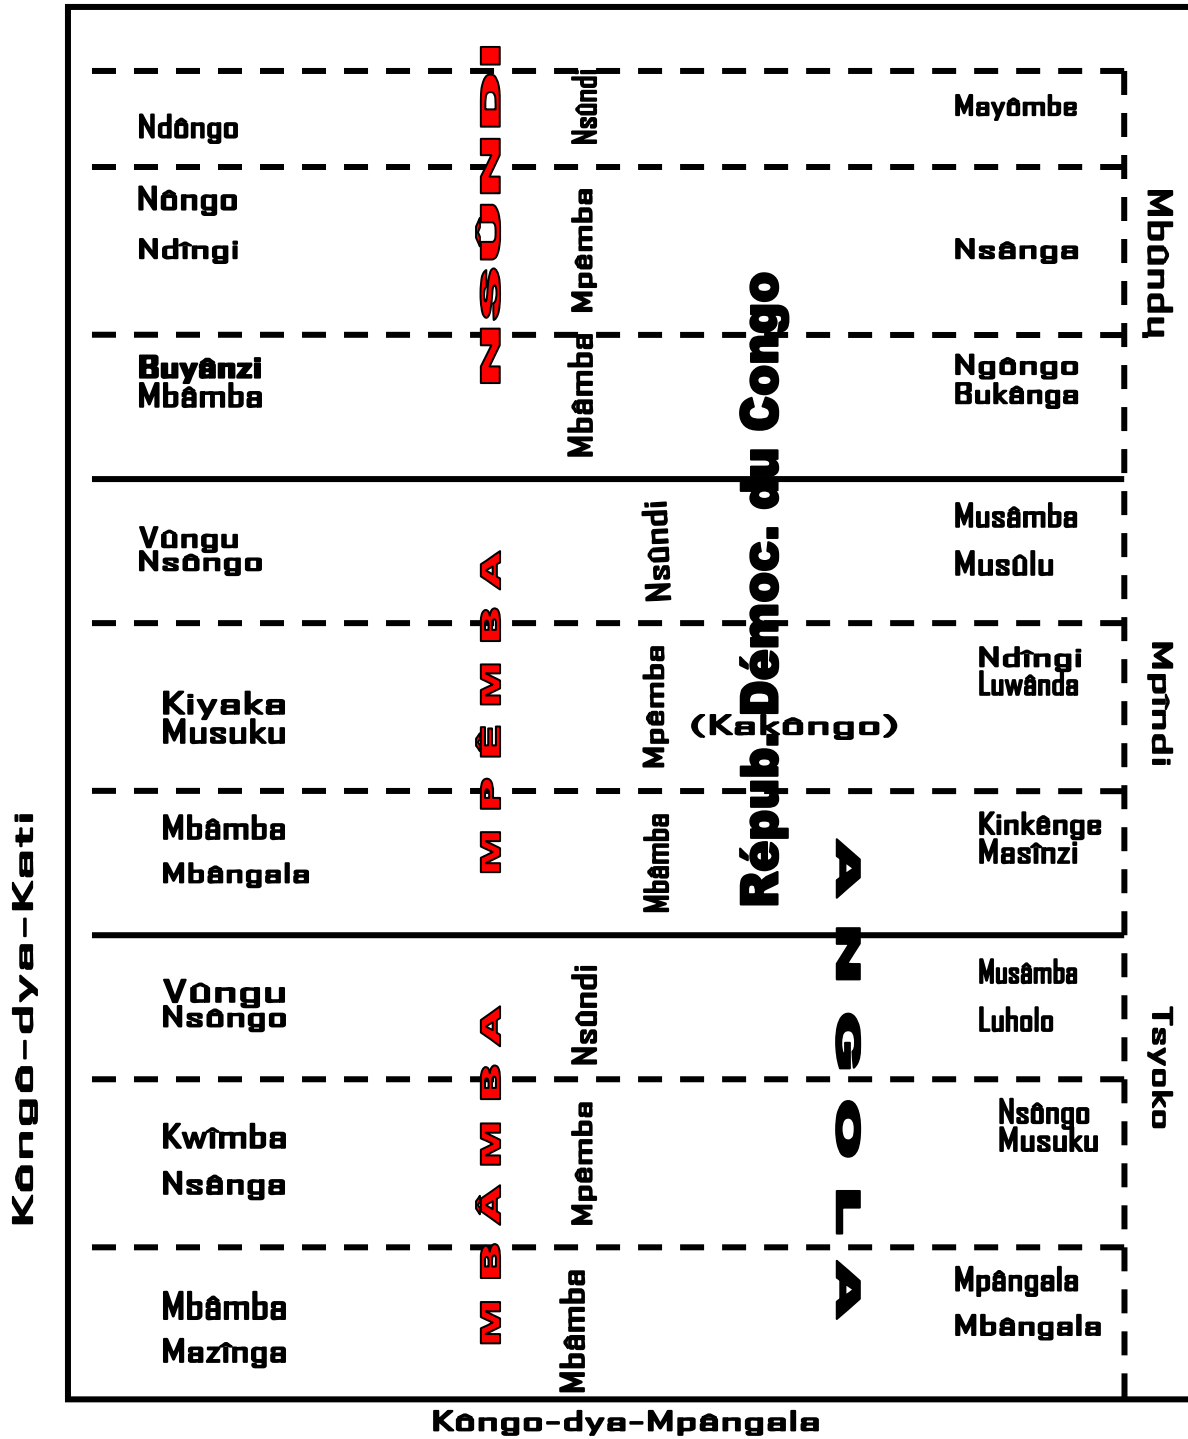 NSÛNDI
Nsûndi
Ndôngo
Mayômbe
Nôngo
Ndîngi
Mpêmba
Nsânga
Mbûndu
Buyânzi
Mbâmba
Mbâmba
Ngôngo
Bukânga
Répub. Démoc. du Congo
MPÊMBA
Vûngu
Nsôngo
Nsûndi
Musâmba
Musûlu
Kiyaka
Musuku
Mpêmba
(Kakôngo)
Ndîngi
Luwânda
Mpîndi
Mbâmba
Mbângala
Mbâmba
Kinkênge
Masînzi
Kôngô-dya-Kati
ANGOLA
MBÂMBA
Vûngu
Nsôngo
Nsûndi
Musâmba
Luholo
Tsyoko
Kwîmba
Nsânga
Mpêmba
Nsôngo
Musuku
Mbâmba
Mazînga
Mbâmba
Mpângala
Mbângala
Kôngo-dya-Mpângala